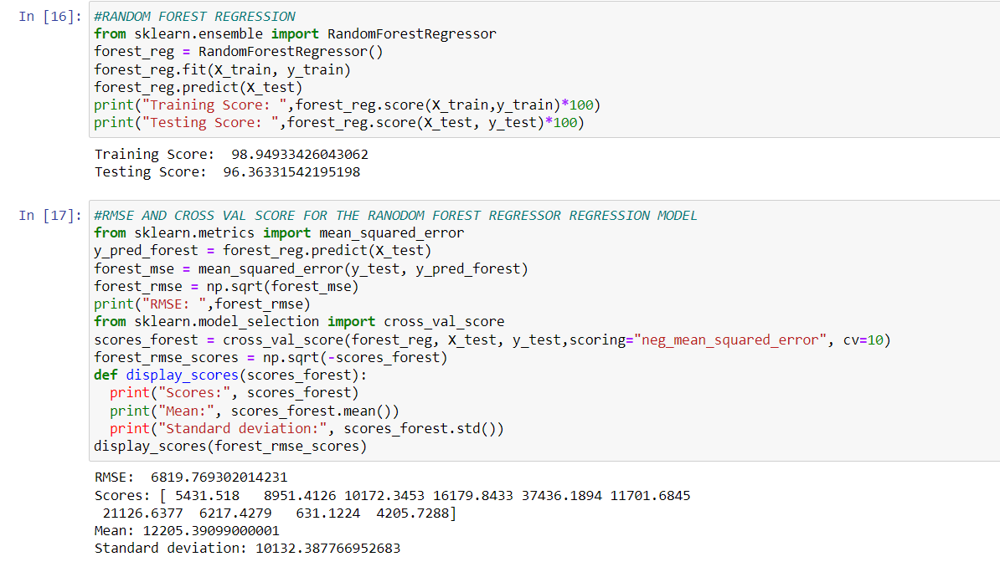 In [16]: #RANDOM FOREST REGRESSION
from sklearn.ensemble import RandomForestRegressor
forest_reg = RandomForestRegressor()
forest_reg.fit(X_train, y_train)
forest_reg.predict(X_test)
print("Training Score: ",forest_reg.score(X_train,y_train)*100)
print("Testing Score: ",forest_reg.score(X_test, y_test)*100)
Training Score:  98.94933426043062
Testing Score:  96.36331542195198
In [17]: #RMSE AND CROSS VAL SCORE FOR THE RANODOM FOREST REGRESSOR REGRESSION MODEL
from sklearn.metrics import mean_squared_error
y_pred_forest = forest_reg.predict(X_test)
forest_mse = mean_squared_error(y_test, y_pred_forest)
forest_rmse = np.sqrt(forest_mse)
print("RMSE: ",forest_rmse)
from sklearn.model_selection import cross_val_score
scores_forest = cross_val_score(forest_reg, X_test, y_test,scoring="neg_mean_squared_error", cv=10)
forest_rmse_scores = np.sqrt(-scores_forest)
def display_scores(scores_forest):
  print("Scores:", scores_forest)
  print("Mean:", scores_forest.mean())
  print("Standard deviation:", scores_forest.std())
display_scores(forest_rmse_scores)
RMSE:  6819.769302014231
Scores: [ 5431.518   8951.4126 10172.3453 16179.8433 37436.1894 11701.6845
 21126.6377  6217.4279   631.1224  4205.7288]
Mean: 12205.39099000001
Standard deviation: 10132.387766952683